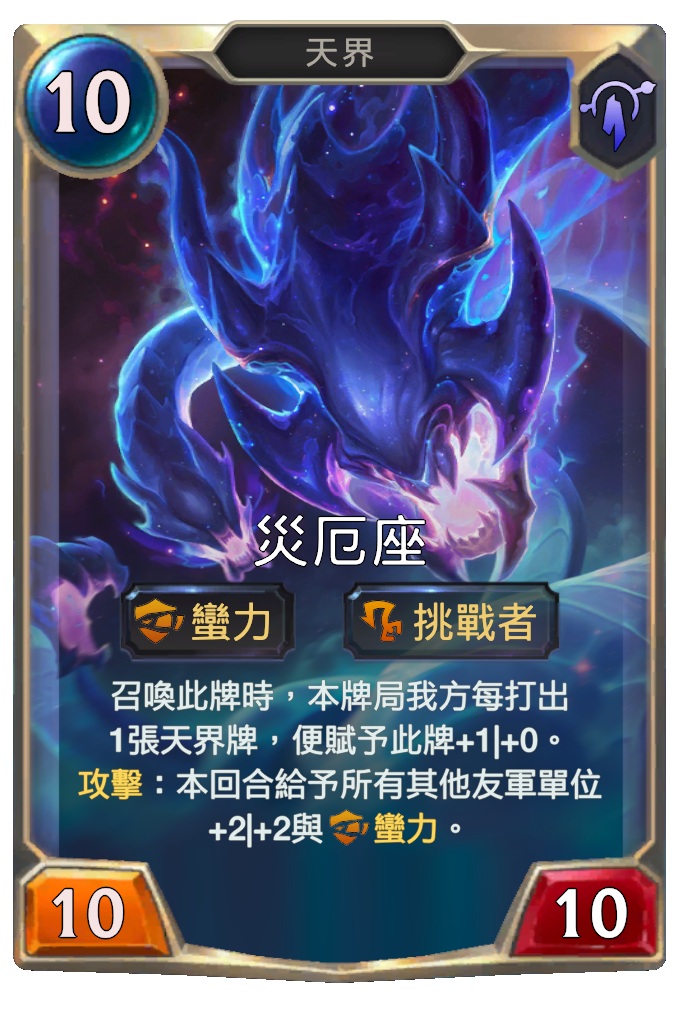 天界
10
災厄座
蠻力 挑戰者
召喚此牌時，本牌局我方每打出
1張天界牌，便賦予此牌+1|+0。
攻擊：本回合給予所有其他友軍單位
+2|+2與蠻力。
10 10